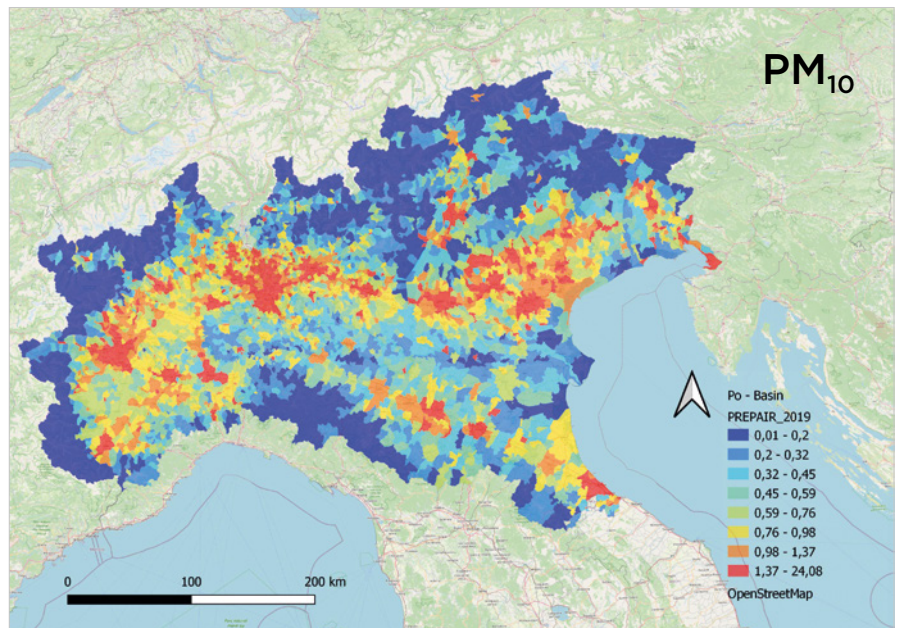 PM₁₀
Po - Basin
PREPAIR_2019
0,01 - 0,2
0,2 - 0,32
0,32 - 0,45
0,45 - 0,59
0,59 - 0,76
0,76 - 0,98
0,98 - 1,37
1,37 - 24,08
OpenStreetMap
0 100 200 km